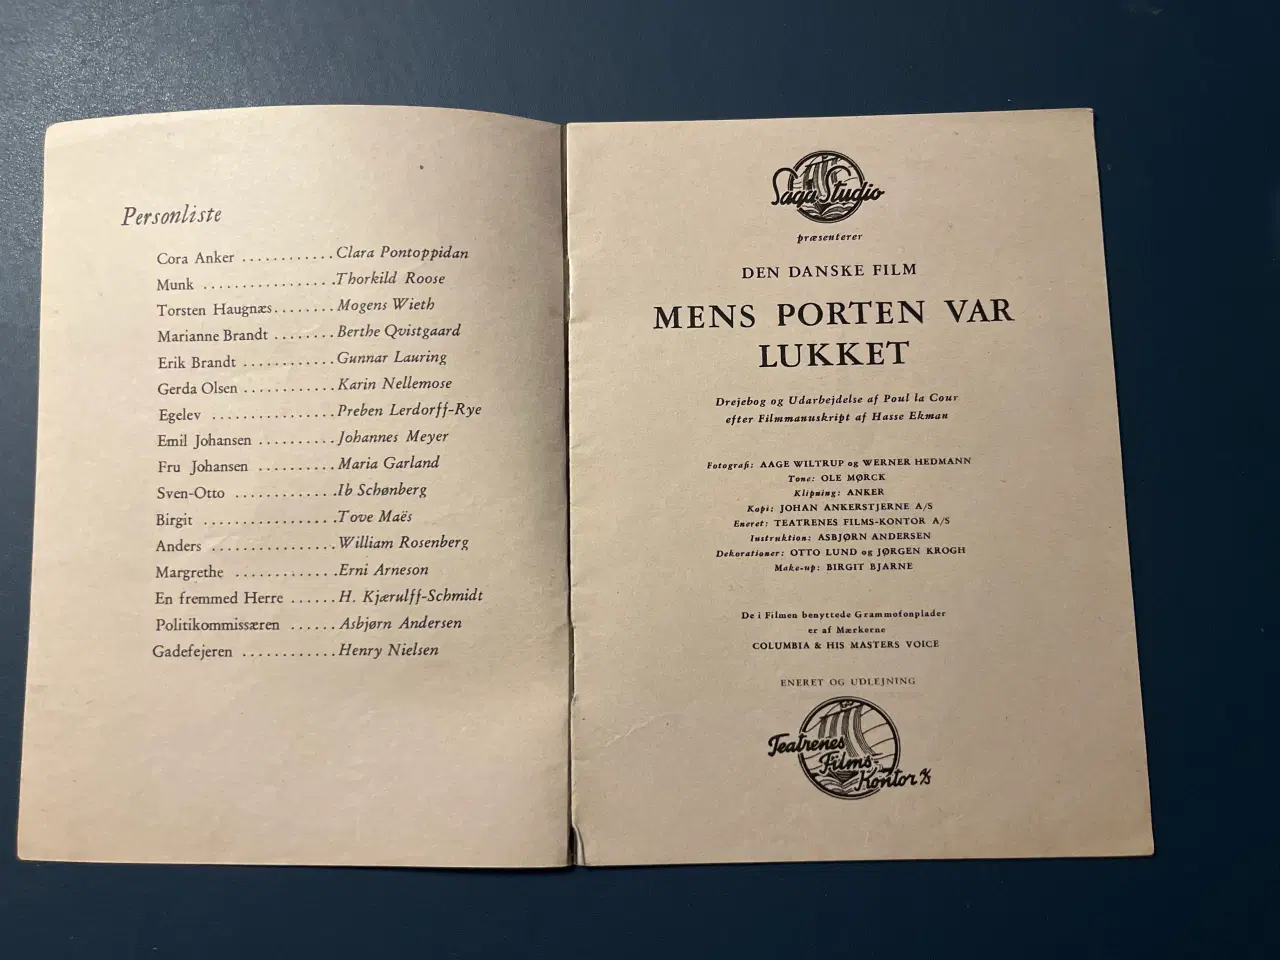 Personliste
Cora Anker ............ Clara Pontoppidan
Munk ................. Thorkild Roose
Torsten Haugnæs ........ Mogens Wieth
Marianne Brandt ........ Berthe Qvistgaard
Erik Brandt ............ Gunnar Lauring
Gerda Olsen ............ Karin Nellemose
Egelev ................ Preben Lerdorff-Rye
Emil Johansen .......... Johannes Meyer
Fru Johansen .......... Maria Garland
Sven-Otto ............. Ib Schønberg
Birgit ................. Tove Maës
Anders ................ William Rosenberg
Margrethe ............. Erni Arneson
En fremmed Herre ...... H. Kjærulff-Schmidt
Politikommissæren ...... Asbjørn Andersen
Gadefejeren ............ Henry Nielsen
Saga Studio
præsenterer
DEN DANSKE FILM
MENS PORTEN VAR
LUKKET
Drejebog og Udarbejdelse af Poul la Cour
efter Filmmanuskript af Hasse Ekman
Fotografi: AAGE WILTRUP og WERNER HEDMANN
Tone: OLE MØRCK
Klipning: ANKER
Kopi: JOHAN ANKERSTJERNE A/S
Eneret: TEATRENES FILMS-KONTOR A/S
Instruktion: ASBJØRN ANDERSEN
Dekorationer: OTTO LUND og JØRGEN KROGH
Make-up: BIRGIT BJARNE
De i Filmen benyttede Grammofonplader
er af Mærkerne
COLUMBIA & HIS MASTERS VOICE
ENERET OG UDLEJNING
Teatrenes
Films-
Kontor A/S